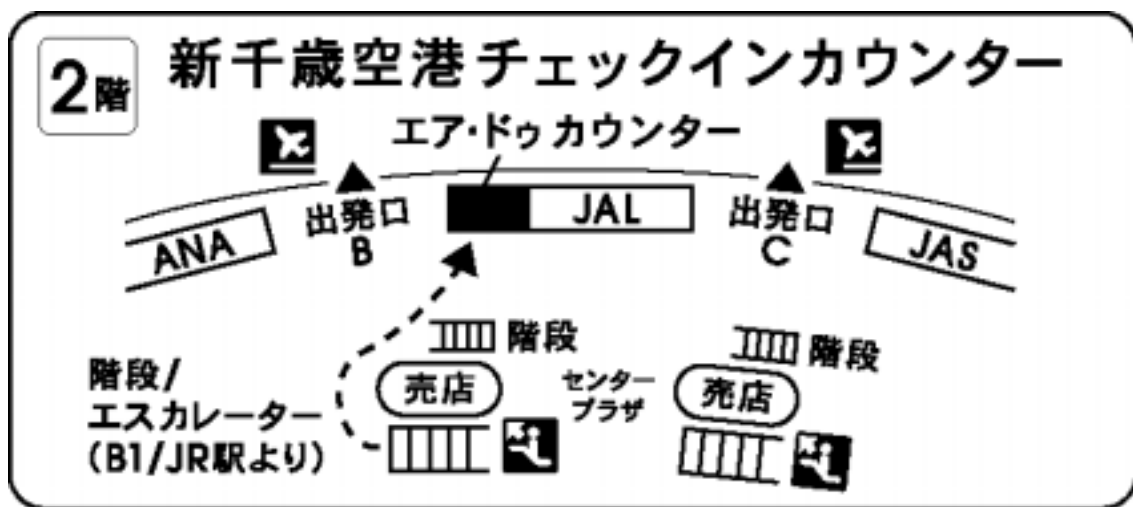 2階
新千歳空港チェックインカウンター
エア・ドゥ カウンター
ANA
出発口
B
JAL
出発口
C
JAS
階段
階段
階段/
エスカレーター
(B1/JR駅より)
売店
センター
プラザ
売店